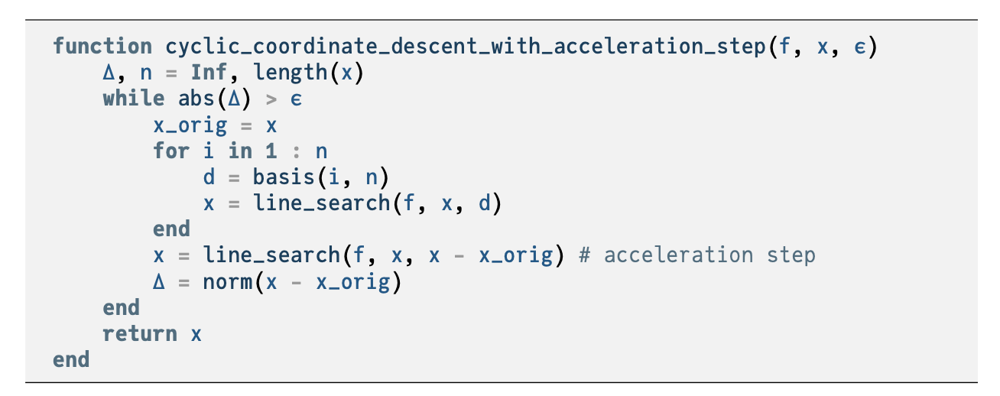 function cyclic_coordinate_descent_with_acceleration_step(f, x, ϵ)
    Δ, n = Inf, length(x)
    while abs(Δ) > ϵ
        x_orig = x
        for i in 1 : n
            d = basis(i, n)
            x = line_search(f, x, d)
        end
        x = line_search(f, x, x - x_orig) # acceleration step
        Δ = norm(x - x_orig)
    end
    return x
end